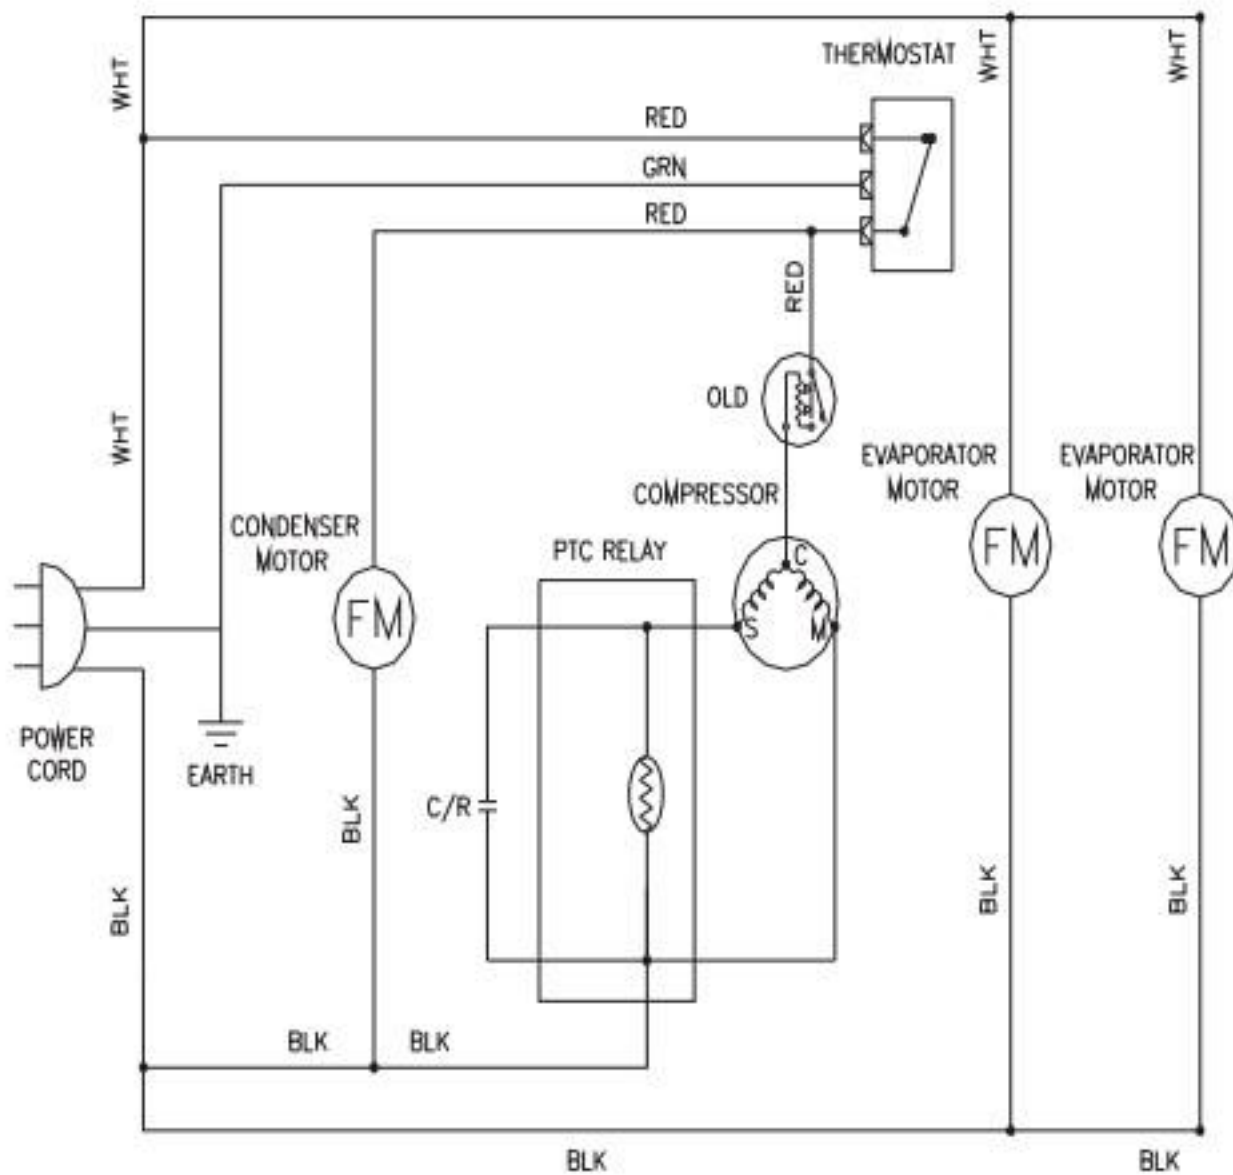 WHT
THERMOSTAT
WHT
WHT
RED
GRN
RED
RED
OLD
WHT
COMPRESSOR
EVAPORATOR
MOTOR
EVAPORATOR
MOTOR
CONDENSER
MOTOR
PTC RELAY
C
FM
FM
FM
S
M
POWER
CORD
EARTH
C/R
BLK
BLK
BLK
BLK
BLK
BLK
BLK
BLK